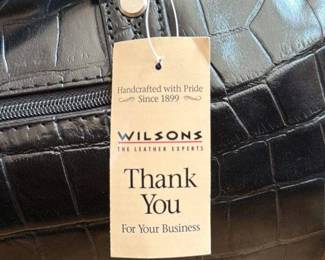 Handcrafted with Pride
Since 1899
WILSONS
THE LEATHER EXPERTS
Thank
You
For Your Business